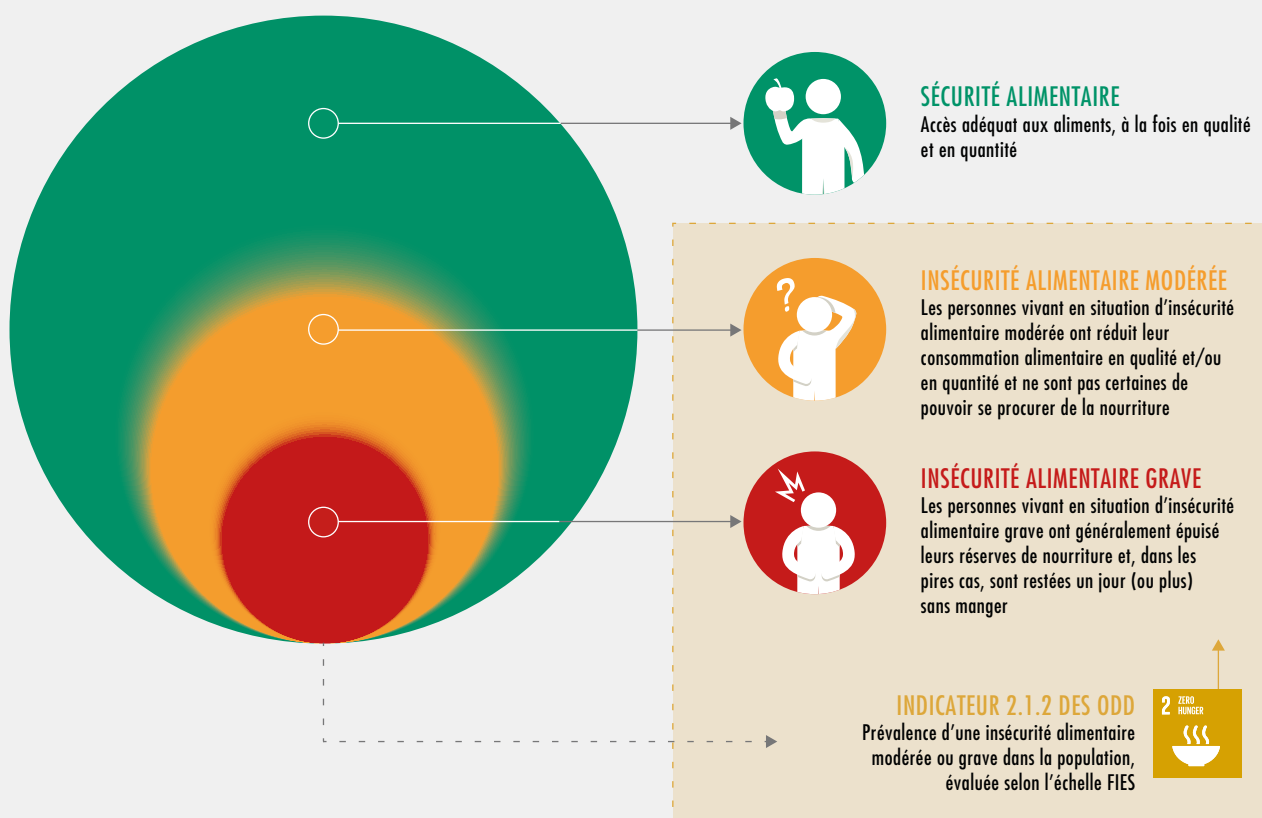 SÉCURITÉ ALIMENTAIRE
Accès adéquat aux aliments, à la fois en qualité
et en quantité
?
INSÉCURITÉ ALIMENTAIRE MODÉRÉE
Les personnes vivant en situation d’insécurité
alimentaire modérée ont réduit leur
consommation alimentaire en qualité et/ou
en quantité et ne sont pas certaines de
pouvoir se procurer de la nourriture
INSÉCURITÉ ALIMENTAIRE GRAVE
Les personnes vivant en situation d’insécurité
alimentaire grave ont généralement épuisé
leurs réserves de nourriture et, dans les
pires cas, sont restées un jour (ou plus)
sans manger
INDICATEUR 2.1.2 DES ODD
Prévalence d’une insécurité alimentaire
modérée ou grave dans la population,
évaluée selon l’échelle FIES
2 ZERO
HUNGER